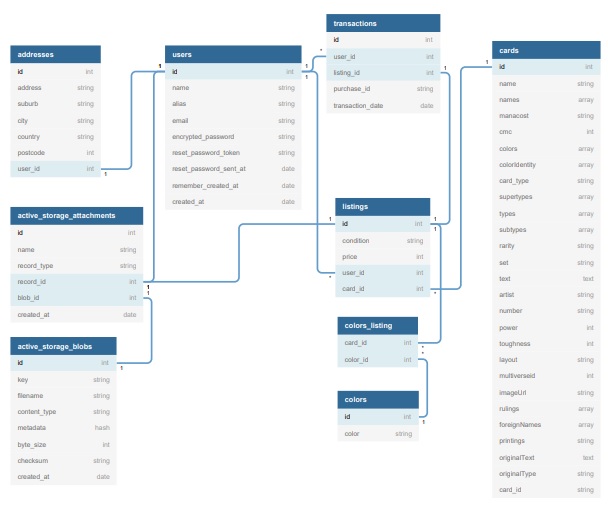 addresses
id int
address string
suburb string
city string
country string
postcode int
user_id int
1
active_storage_attachments
id int
name string
record_type string
record_id int
blob_id int
created_at date
1
1
active_storage_blobs
id int
key string
filename string
content_type string
metadata hash
byte_size int
checksum string
created_at date
1
users
1
id int
1
name string
alias string
email string
encrypted_password string
reset_password_token string
reset_password_sent_at date
remember_created_at date
created_at date
transactions
id int
* user_id int
listing_id int
1
purchase_id string
transaction_date date
listings
1 id int 1
1
condition string
price int
user_id int
*
card_id int *
colors_listing
card_id int
*
*
color_id int
colors
id int
1
color string
cards
1
id int
name string
names array
manacost string
cmc int
colors array
colorIdentity array
card_type string
supertypes array
types array
subtypes array
rarity string
set string
text text
artist string
number string
power int
toughness int
layout string
multiverseid int
imageUrl string
rulings array
foreignNames array
printings string
originalText text
originalType string
card_id string